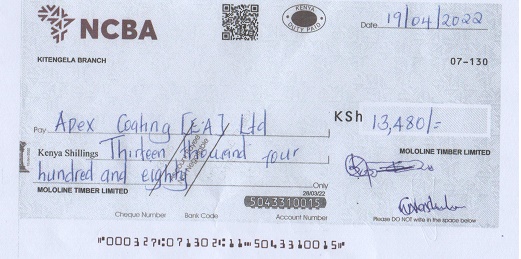 NCBA
KENYA
DUTY PAID
Date 19/04/2022
KITENGELA BRANCH
07-130
Pay Apex Coating [E.A] Ltd
KSh 13,480/=
Kenya Shillings Thirteen thousand four
hundred and eighty
Only
MOLOLINE TIMBER LIMITED
MOLOLINE TIMBER LIMITED
28/03/22
5043310015
Cheque Number Bank Code Account Number
Please DO NOT write in the space below
"000327"071302"11"5043310015"